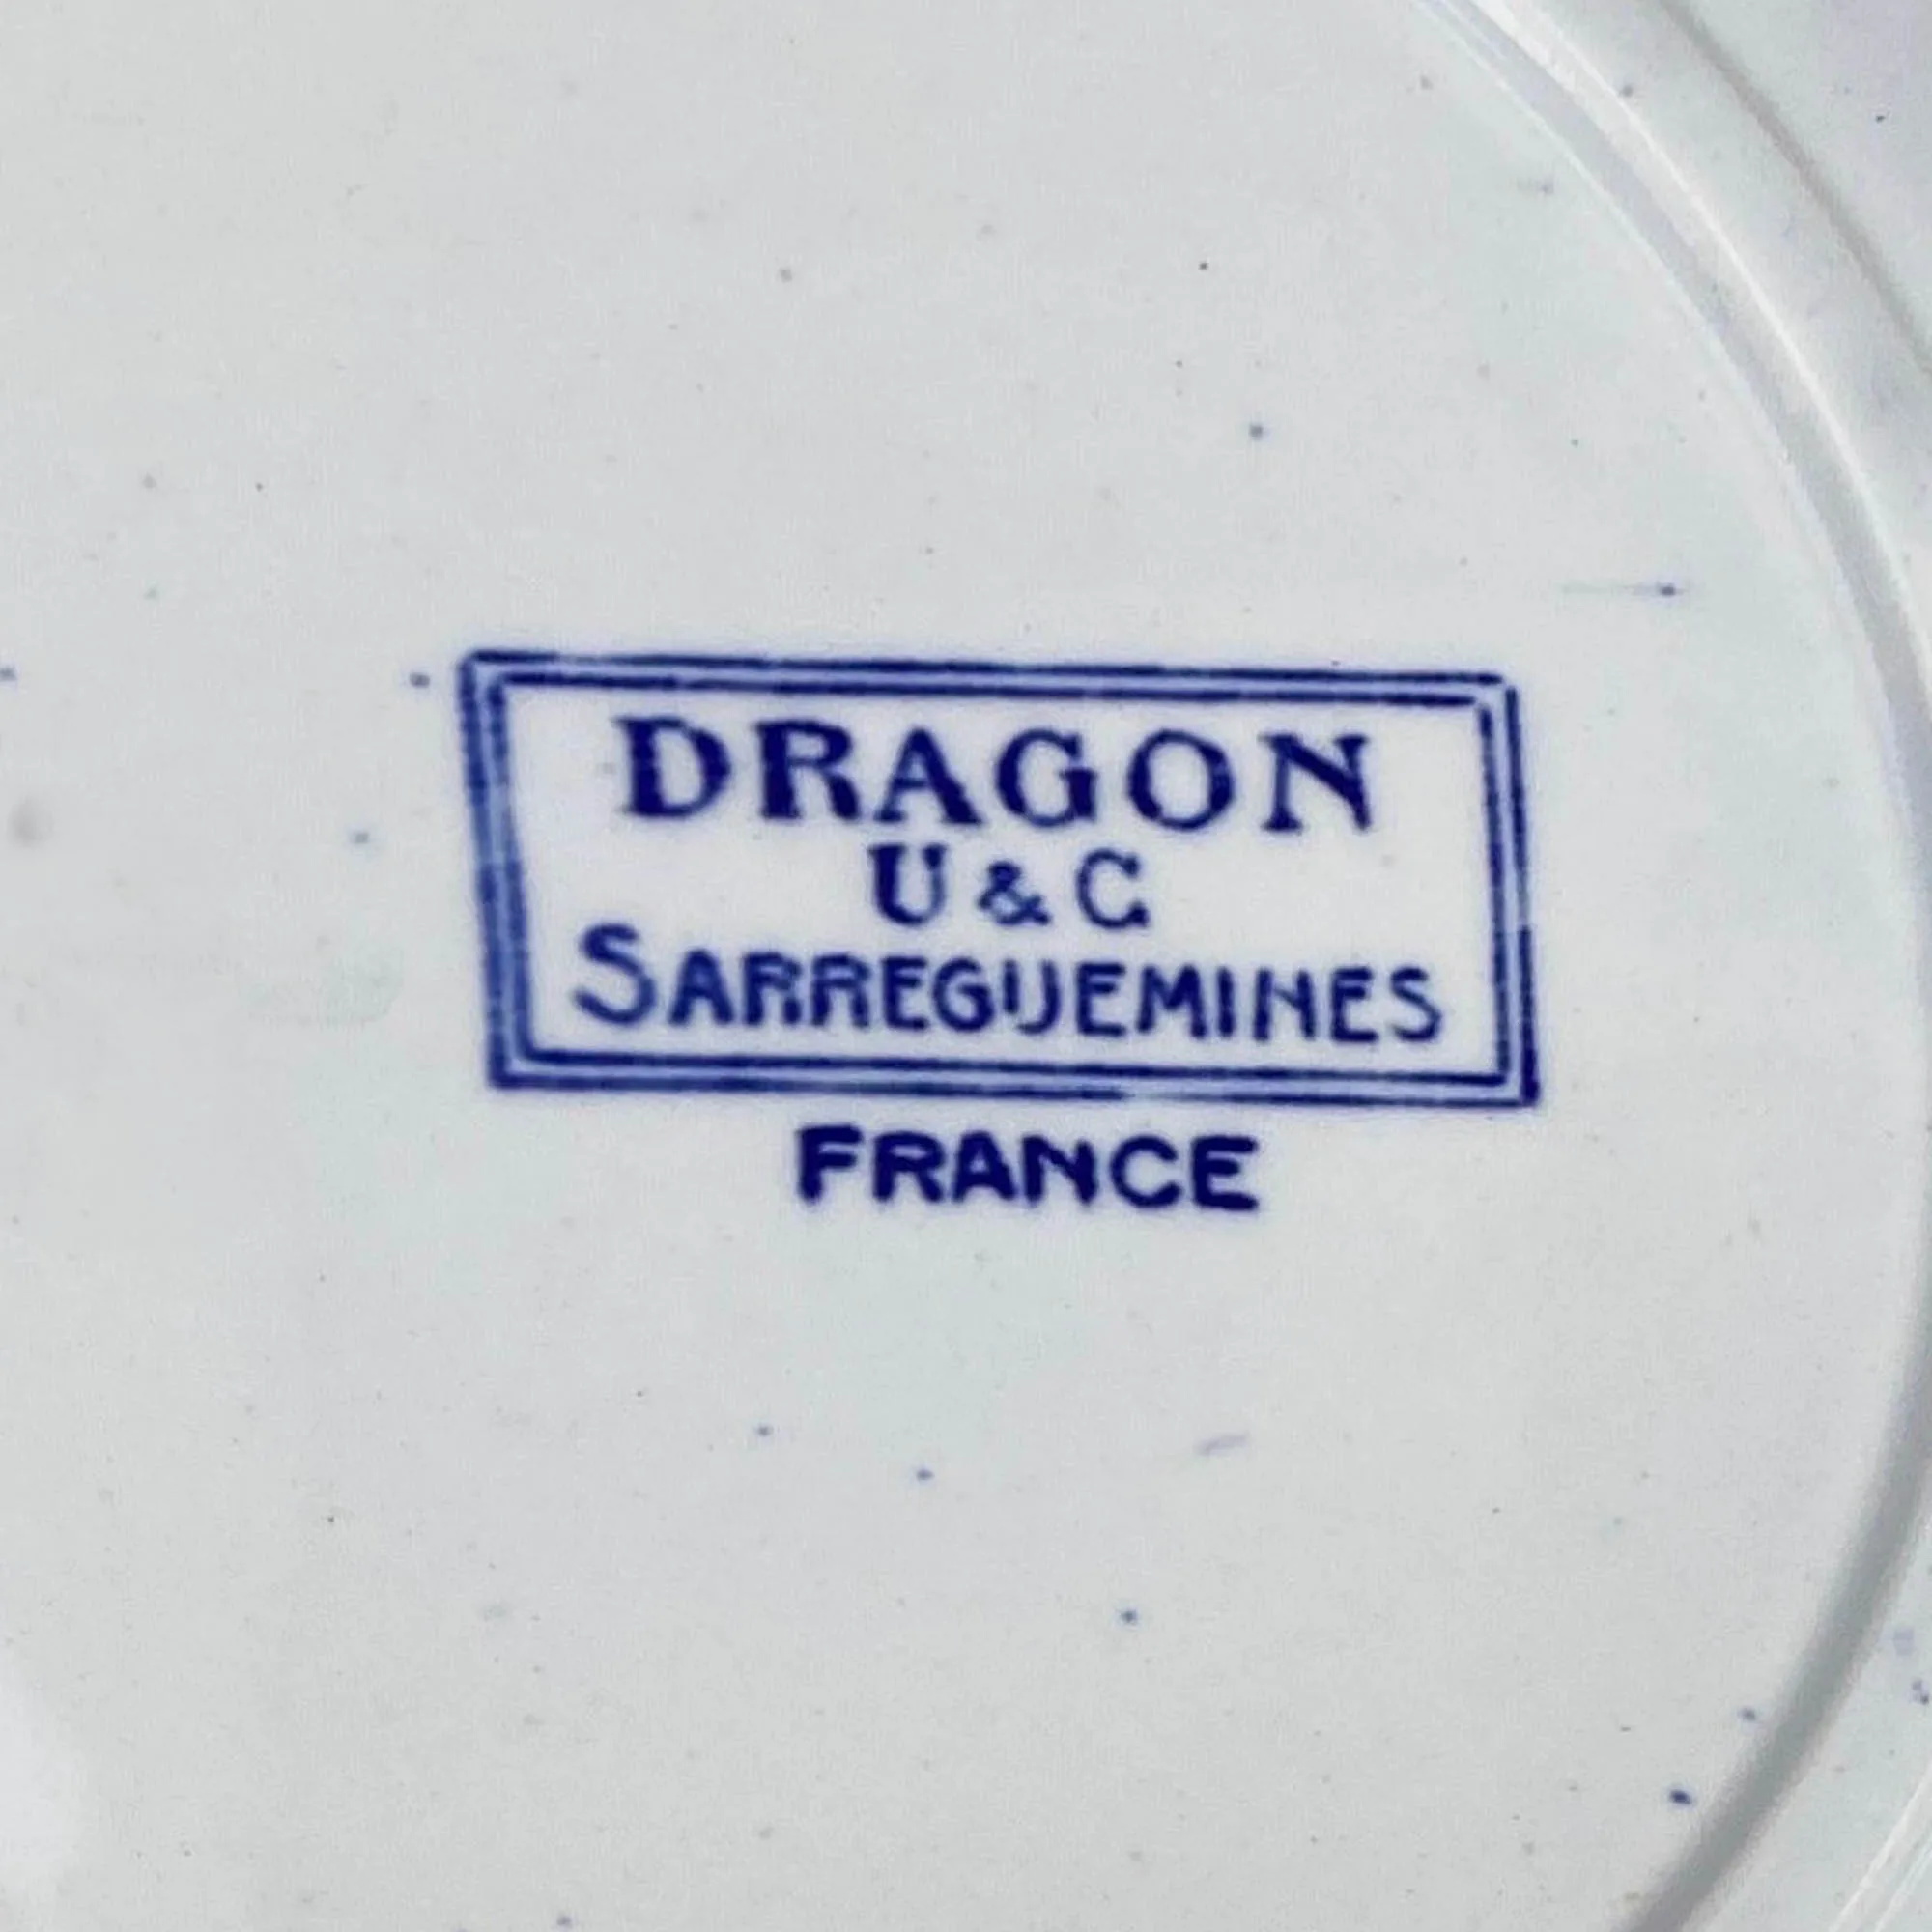 DRAGON
U & C
SARREGUEMINES
FRANCE